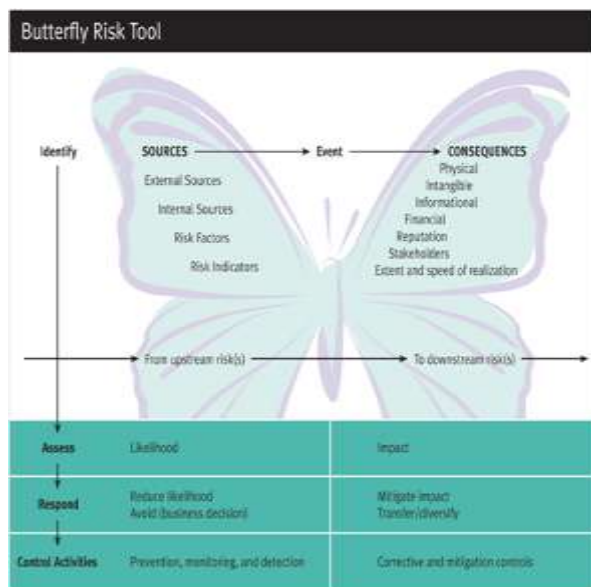 Butterfly Risk Tool
Identify
SOURCES
Event
CONSEQUENCES
External Sources
Internal Sources
Risk Factors
Risk Indicators
Physical
Intangible
Informational
Financial
Reputation
Stakeholders
Extent and speed of realization
From upstream risk(s)
To downstream risk(s)
Assess
Likelihood
Impact
Respond
Reduce likelihood
Avoid (business decision)
Mitigate impact
Transfer/diversify
Control Activities
Prevention, monitoring, and detection
Corrective and mitigation controls